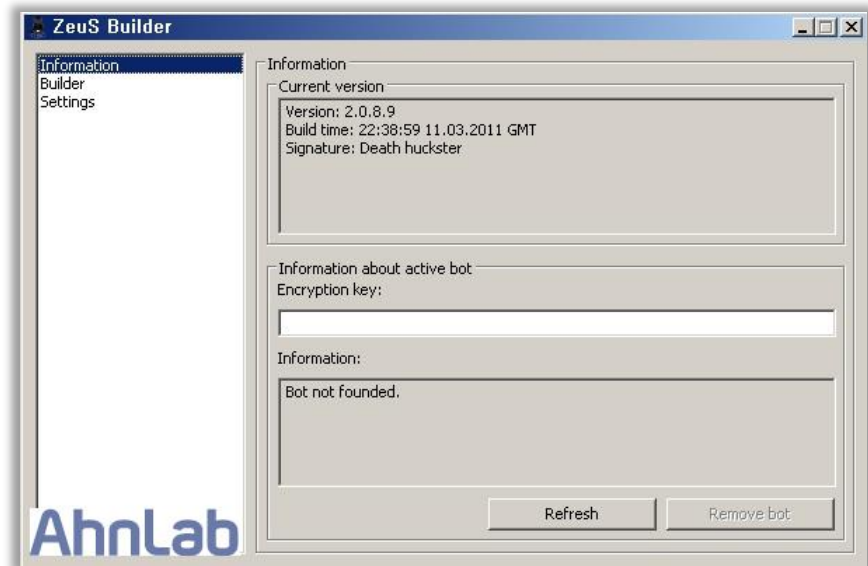 ZeuS Builder
Information
Builder
Settings
Information
Current version
Version: 2.0.8.9
Build time: 22:38:59 11.03.2011 GMT
Signature: Death huckster
Information about active bot
Encryption key:
Information:
Bot not founded.
Refresh
Remove bot
AhnLab